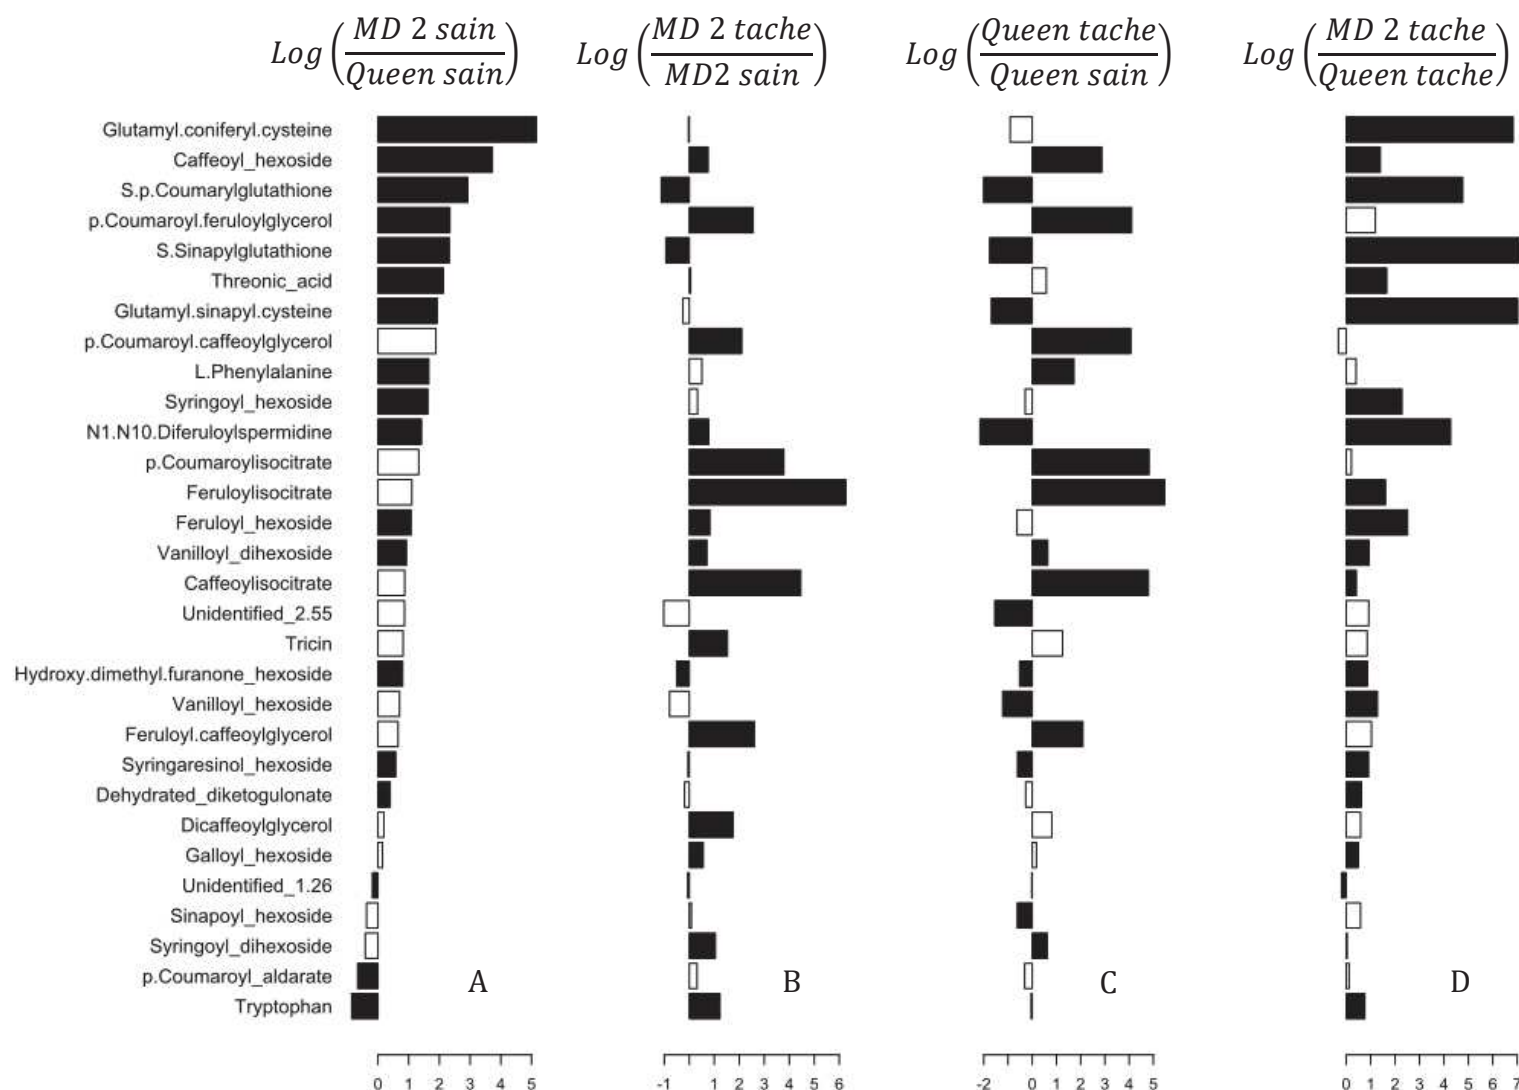 Log (MD 2 sain / Queen sain) Log (MD 2 tache / MD2 sain) Log (Queen tache / Queen sain) Log (MD 2 tache / Queen tache)
Glutamyl.coniferyl.cysteine
Caffeoyl_hexoside
S.p.Coumarylglutathione
p.Coumaroyl.feruloylglycerol
S.Sinapylglutathione
Threonic_acid
Glutamyl.sinapyl.cysteine
p.Coumaroyl.caffeoylglycerol
L.Phenylalanine
Syringoyl_hexoside
N1.N10.Diferuloylspermidine
p.Coumaroylisocitrate
Feruloylisocitrate
Feruloyl_hexoside
Vanilloyl_dihexoside
Caffeoylisocitrate
Unidentified_2.55
Tricin
Hydroxy.dimethyl.furanone_hexoside
Vanilloyl_hexoside
Feruloyl.caffeoylglycerol
Syringaresinol_hexoside
Dehydrated_diketogulonate
Dicaffeoylglycerol
Galloyl_hexoside
Unidentified_1.26
Sinapoyl_hexoside
Syringoyl_dihexoside
p.Coumaroyl_aldarate
Tryptophan
A B C D
0 1 2 3 4 5 -1 0 1 2 3 4 5 6 -2 0 1 2 3 4 5 0 1 2 3 4 5 6 7